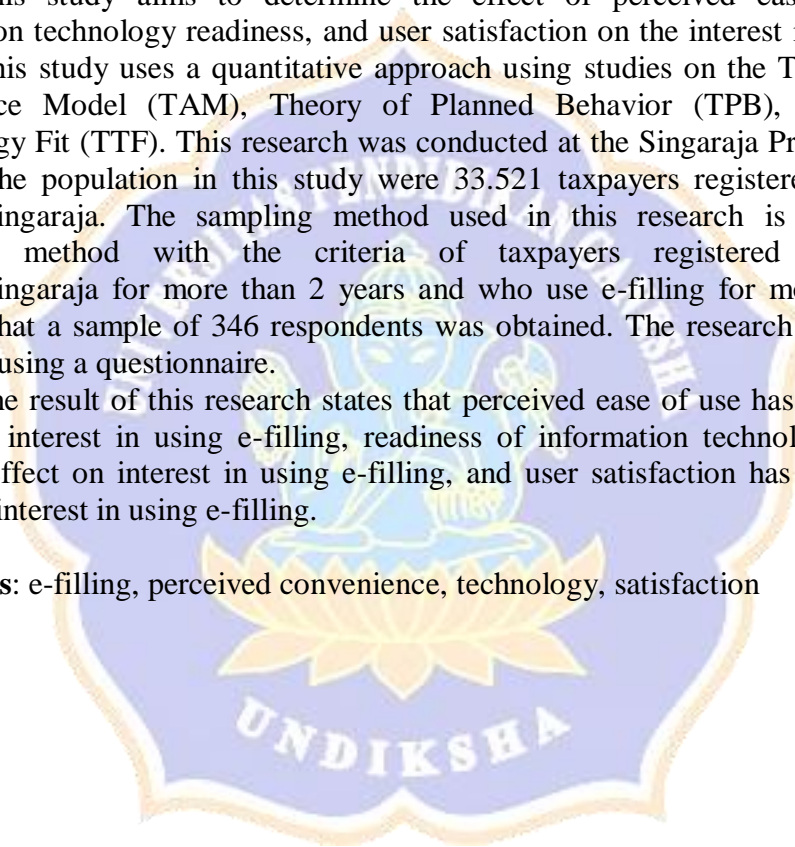 his study aims to determine the effect of perceived eas
on technology readiness, and user satisfaction on the interest i
his study uses a quantitative approach using studies on the T
ce Model (TAM), Theory of Planned Behavior (TPB),
gy Fit (TTF). This research was conducted at the Singaraja Pr
he population in this study were 33.521 taxpayers registere
ingaraja. The sampling method used in this research is
method with the criteria of taxpayers registered
ingaraja for more than 2 years and who use e-filling for mo
hat a sample of 346 respondents was obtained. The research
using a questionnaire.
he result of this research states that perceived ease of use has
interest in using e-filling, readiness of information technol
ffect on interest in using e-filling, and user satisfaction has
interest in using e-filling.
s: e-filling, perceived convenience, technology, satisfaction
UNIVERSITAS PENDIDIKAN GANESHA
UNDIKSHA